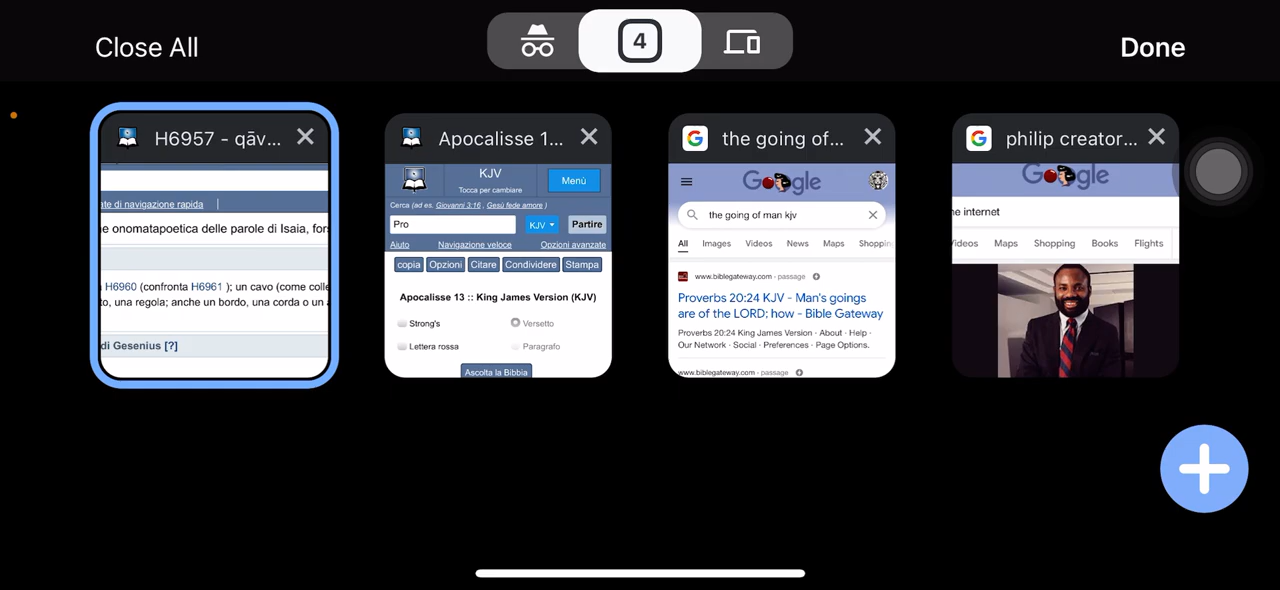 Close All
4
Done
H6957 - qāv...
ate di navigazione rapida
ne onomatapoetica delle parole di Isaia, fors
H6960 (confronta H6961 ); un cavo (come colle
to, una regola; anche un bordo, una corda o un
di Gesenius [?]
Apocalisse 1...
KJV
Tocca per cambiare
Menù
Cerca (ad es. Giovanni 3:16 , Gesù fede amore )
Pro
KJV
Partire
Aiuto
Navigazione veloce
Opzioni avanzate
copia
Opzioni
Citare
Condividere
Stampa
Apocalisse 13 :: King James Version (KJV)
Strong's
Versetto
Lettera rossa
Paragrafo
Ascolta la Bibbia
the going of...
Google
the going of man kjv
All
Images
Videos
News
Maps
Shopping
www.biblegateway.com › passage
Proverbs 20:24 KJV - Man's goings
are of the LORD; how - Bible Gateway
Proverbs 20:24 King James Version · About · Help ·
Our Network · Social · Preferences · Page Options.
www.biblegateway.com › passage
philip creator...
Google
he internet
Videos
Maps
Shopping
Books
Flights